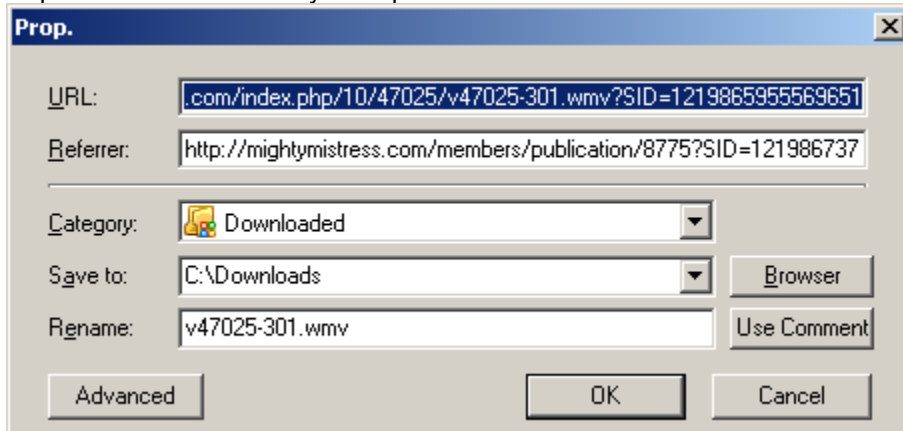 Prop.
URL: .com/index.php/10/47025/v47025-301.wmv?SID=1219865955569651
Referrer: http://mightymistress.com/members/publication/8775?SID=121986737
Category: Downloaded
Save to: C:\Downloads Browser
Rename: v47025-301.wmv Use Comment
Advanced OK Cancel